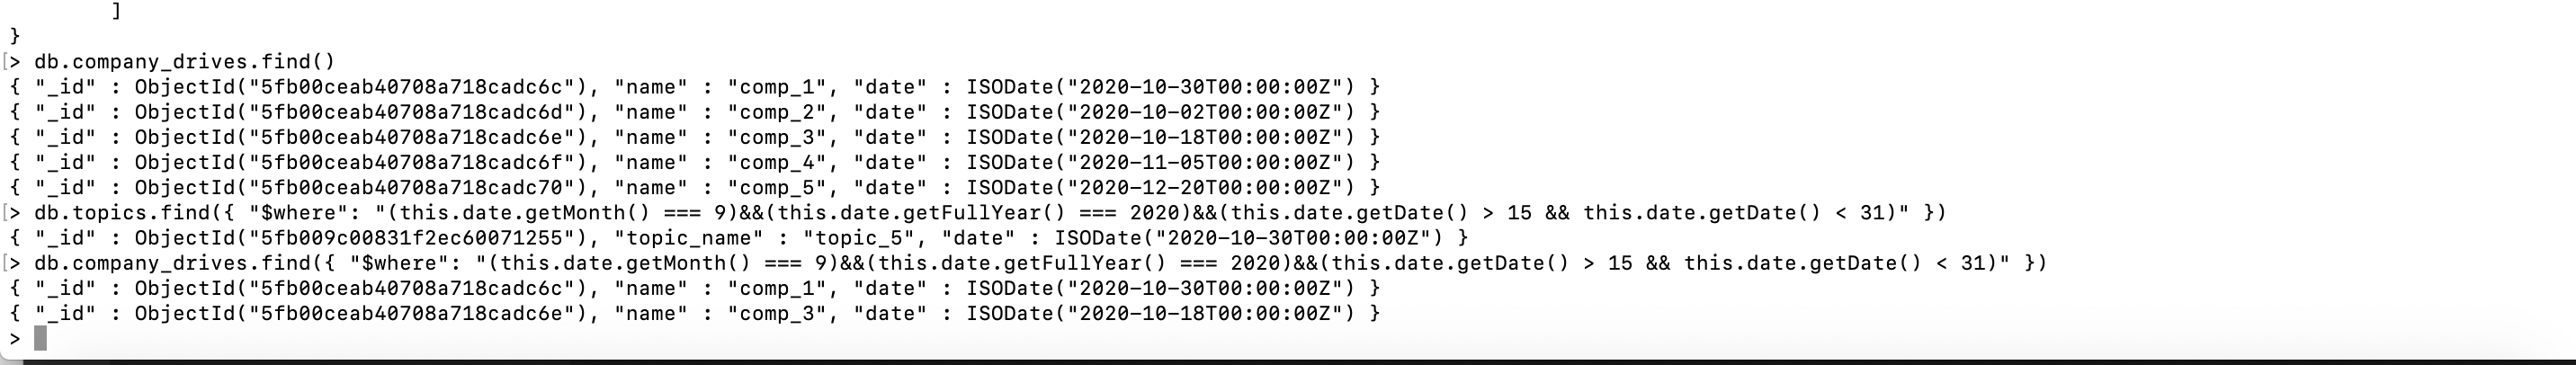 ]
}
[> db.company_drives.find()
{ "_id" : ObjectId("5fb00ceab40708a718cadc6c"), "name" : "comp_1", "date" : ISODate("2020-10-30T00:00:00Z") }
{ "_id" : ObjectId("5fb00ceab40708a718cadc6d"), "name" : "comp_2", "date" : ISODate("2020-10-02T00:00:00Z") }
{ "_id" : ObjectId("5fb00ceab40708a718cadc6e"), "name" : "comp_3", "date" : ISODate("2020-10-18T00:00:00Z") }
{ "_id" : ObjectId("5fb00ceab40708a718cadc6f"), "name" : "comp_4", "date" : ISODate("2020-11-05T00:00:00Z") }
{ "_id" : ObjectId("5fb00ceab40708a718cadc70"), "name" : "comp_5", "date" : ISODate("2020-12-20T00:00:00Z") }
[> db.topics.find({ "$where": "(this.date.getMonth() === 9)&&(this.date.getFullYear() === 2020)&&(this.date.getDate() > 15 && this.date.getDate() < 31)" })
{ "_id" : ObjectId("5fb009c00831f2ec60071255"), "topic_name" : "topic_5", "date" : ISODate("2020-10-30T00:00:00Z") }
[> db.company_drives.find({ "$where": "(this.date.getMonth() === 9)&&(this.date.getFullYear() === 2020)&&(this.date.getDate() > 15 && this.date.getDate() < 31)" })
{ "_id" : ObjectId("5fb00ceab40708a718cadc6c"), "name" : "comp_1", "date" : ISODate("2020-10-30T00:00:00Z") }
{ "_id" : ObjectId("5fb00ceab40708a718cadc6e"), "name" : "comp_3", "date" : ISODate("2020-10-18T00:00:00Z") }
>